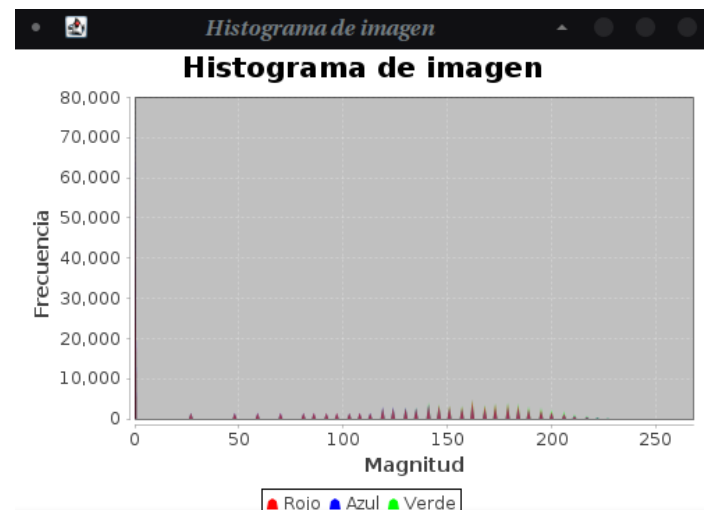 Histograma de imagen
Histograma de imagen
80,000
70,000
60,000
50,000
40,000
30,000
20,000
10,000
0
Frecuencia
0 50 100 150 200 250
Magnitud
Rojo Azul Verde